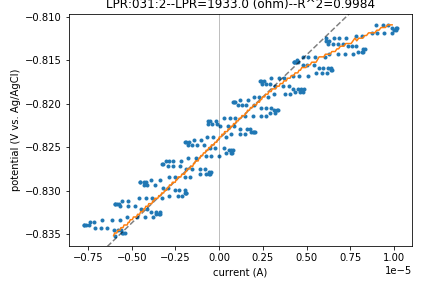 LPR:031:2--LPR=1933.0 (ohm)--R^2=0.9984
−0.810
−0.815
−0.820
−0.825
−0.830
−0.835
potential (V vs. Ag/AgCl)
−0.75 −0.50 −0.25 0.00 0.25 0.50 0.75 1.00
1e−5
current (A)